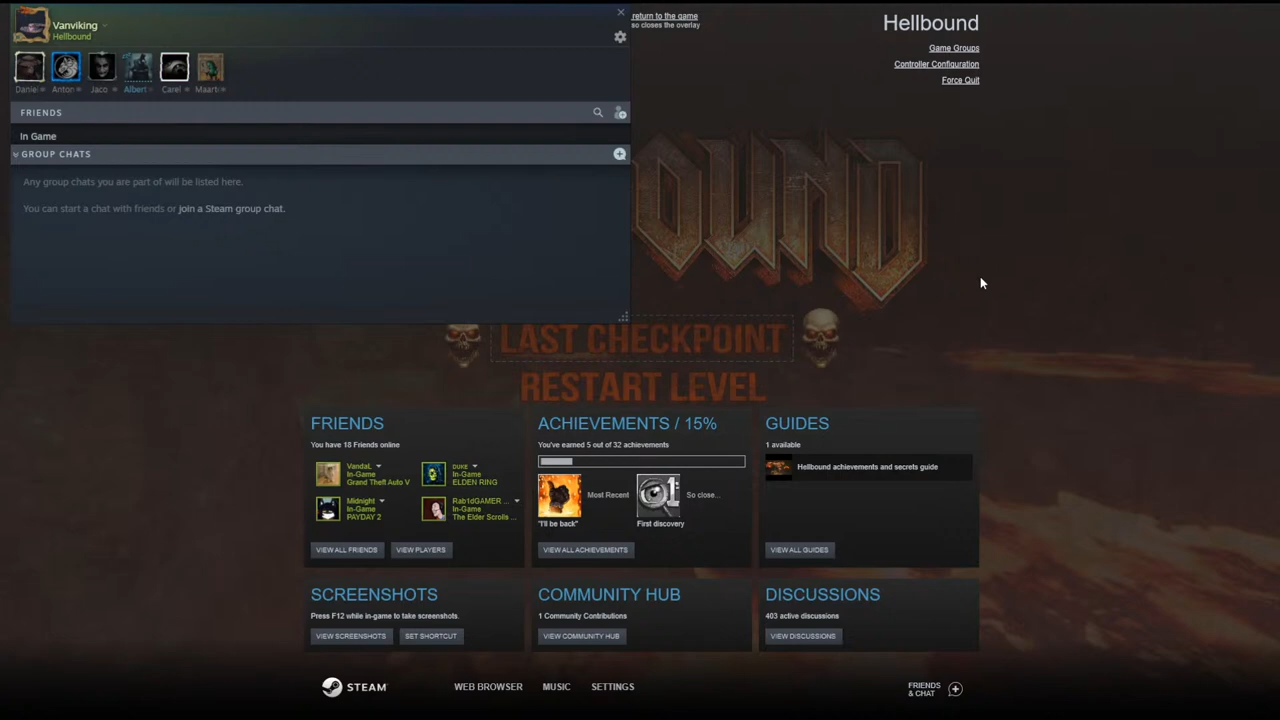 Vanviking
Hellbound
return to the game
so closes the overlay
Hellbound
Game Groups
Controller Configuration
Force Quit
Daniel
Anton
Jaco
Albert
Carel
Maarti
FRIENDS
In Game
GROUP CHATS
Any group chats you are part of will be listed here.
You can start a chat with friends or join a Steam group chat.
OUND
LAST CHECKPOINT
RESTART LEVEL
FRIENDS
You have 18 Friends online
VandaL
In-Game
Grand Theft Auto V
DUKE
In-Game
ELDEN RING
Midnight
In-Game
PAYDAY 2
Rab1dGAMER ...
In-Game
The Elder Scrolls ...
VIEW ALL FRIENDS
VIEW PLAYERS
ACHIEVEMENTS / 15%
You've earned 5 out of 32 achievements
Most Recent
"I'll be back"
1
So close...
First discovery
VIEW ALL ACHIEVEMENTS
GUIDES
1 available
Hellbound achievements and secrets guide
VIEW ALL GUIDES
SCREENSHOTS
Press F12 while in-game to take screenshots.
VIEW SCREENSHOTS
SET SHORTCUT
COMMUNITY HUB
1 Community Contributions
VIEW COMMUNITY HUB
DISCUSSIONS
403 active discussions
VIEW DISCUSSIONS
STEAM
WEB BROWSER
MUSIC
SETTINGS
FRIENDS
& CHAT